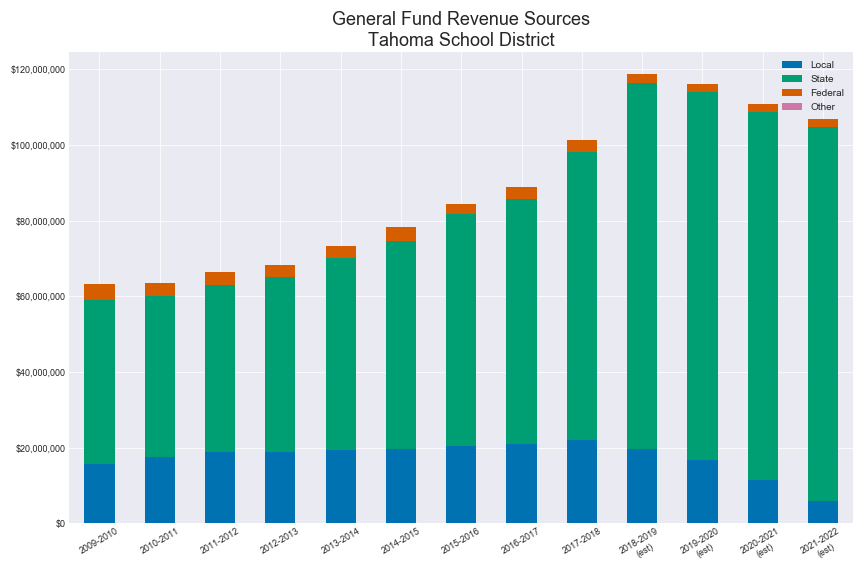 General Fund Revenue Sources
Tahoma School District
Local
State
Federal
Other
$120,000,000
$100,000,000
$80,000,000
$60,000,000
$40,000,000
$20,000,000
$0
2009-2010
2010-2011
2011-2012
2012-2013
2013-2014
2014-2015
2015-2016
2016-2017
2017-2018
2018-2019
(est)
2019-2020
(est)
2020-2021
(est)
2021-2022
(est)